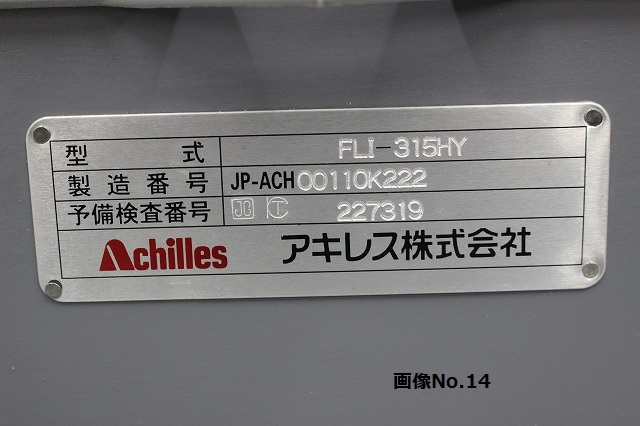 型 式 FLI-315HY
製造番号 JP-ACH00110K222
予備検査番号 JG 227319
Achilles アキレス株式会社
画像No.14